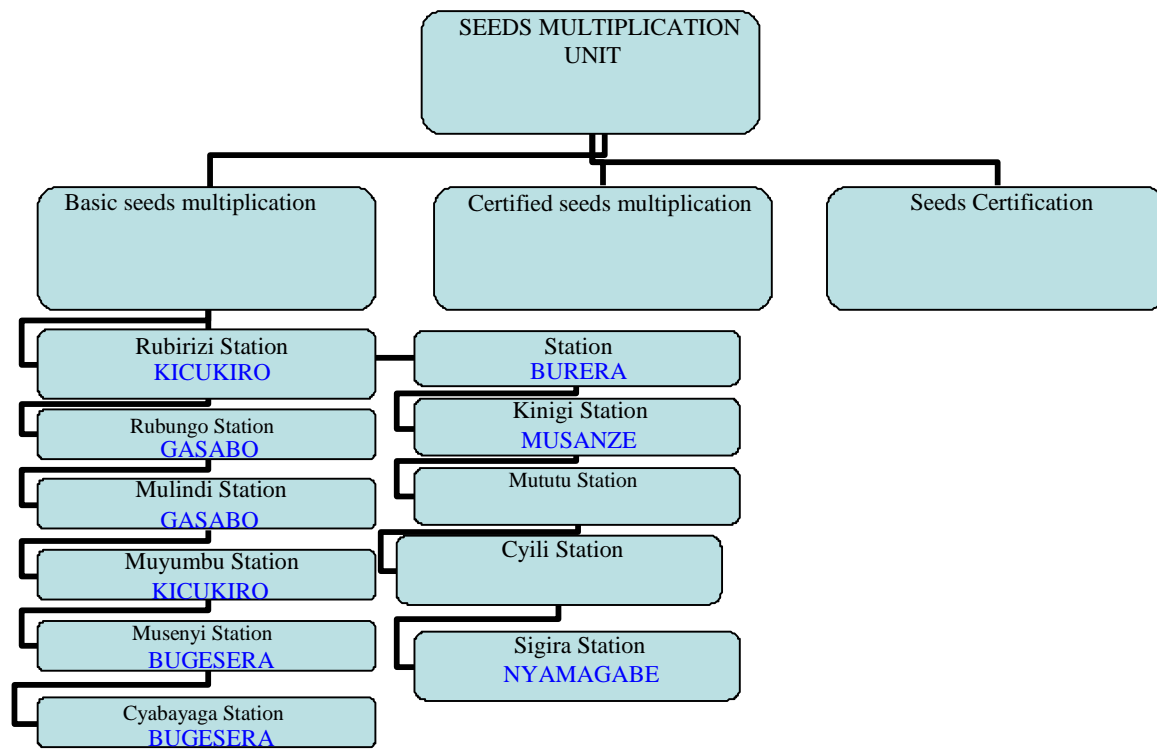 SEEDS MULTIPLICATION
UNIT
Basic seeds multiplication
Certified seeds multiplication
Seeds Certification
Rubirizi Station
KICUKIRO
Rubungo Station
GASABO
Mulindi Station
GASABO
Muyumbu Station
KICUKIRO
Musenyi Station
BUGESERA
Cyabayaga Station
BUGESERA
Station
BURERA
Kinigi Station
MUSANZE
Mututu Station
Cyili Station
Sigira Station
NYAMAGABE